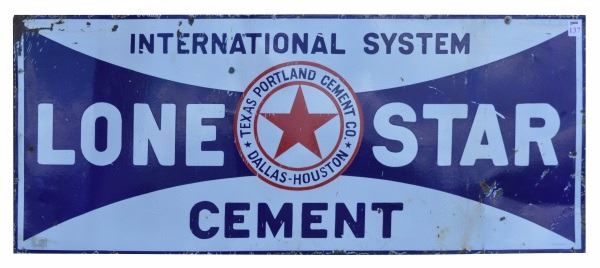 INTERNATIONAL SYSTEM
LONE STAR
TEXAS PORTLAND CEMENT CO.
★ DALLAS-HOUSTON ★
CEMENT